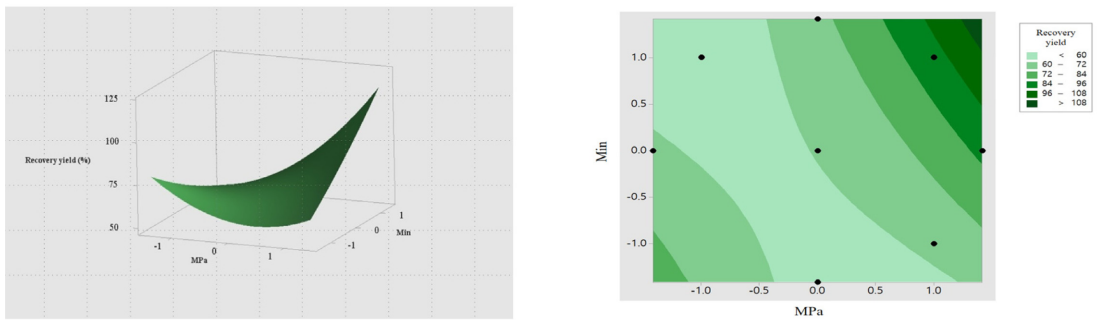 125
100
Recovery yield (%)
75
50
-1
0
1
MPa
-1
0
1
Min
Min
1.0
0.5
0.0
-0.5
-1.0
-1.0 -0.5 0.0 0.5 1.0
MPa
Recovery
yield
< 60
60 – 72
72 – 84
84 – 96
96 – 108
> 108